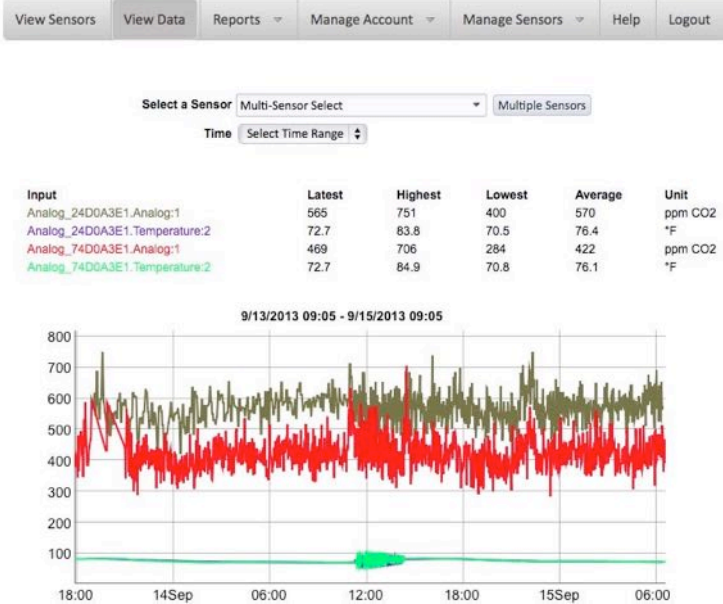 View Sensors View Data Reports Manage Account Manage Sensors Help Logout
Select a Sensor Multi-Sensor Select Multiple Sensors
Time Select Time Range
Input Latest Highest Lowest Average Unit
Analog_24D0A3E1.Analog:1 565 751 400 570 ppm CO2
Analog_24D0A3E1.Temperature:2 72.7 83.8 70.5 76.4 °F
Analog_74D0A3E1.Analog:1 469 706 284 422 ppm CO2
Analog_74D0A3E1.Temperature:2 72.7 84.9 70.8 76.1 °F
9/13/2013 09:05 - 9/15/2013 09:05
800
700
600
500
400
300
200
100
18:00 14Sep 06:00 12:00 18:00 15Sep 06:00